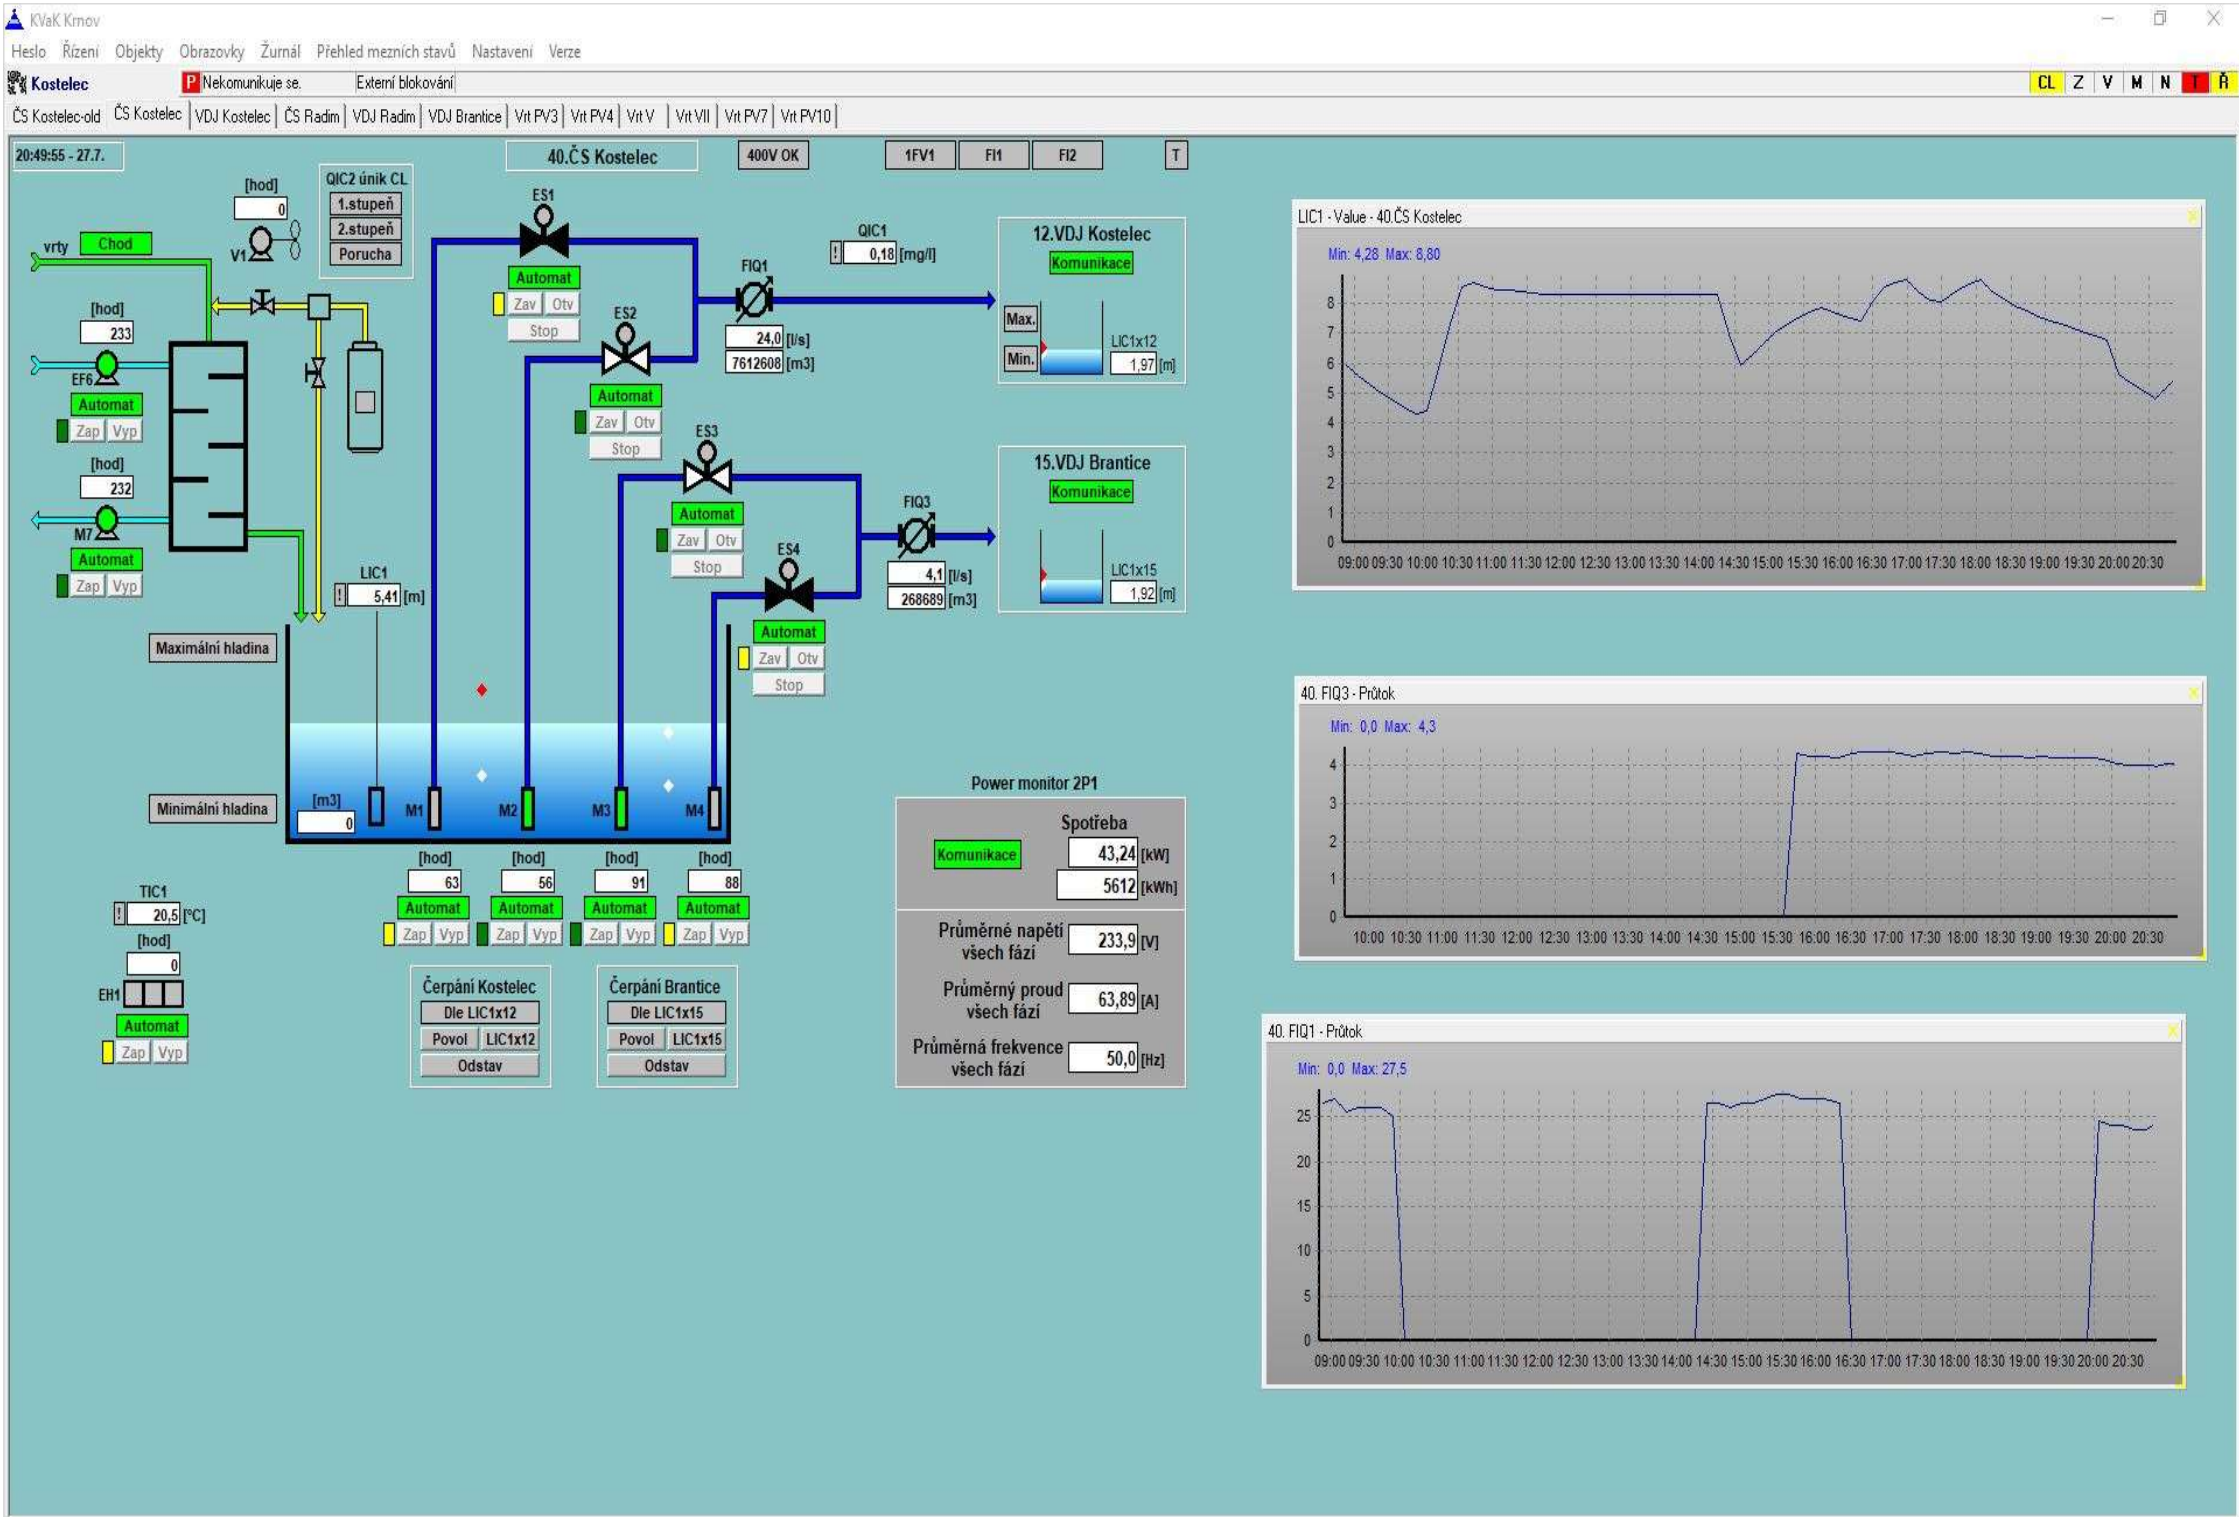 KVaK Krnov
Heslo Řízení Objekty Obrazovky Žurnál Přehled mezních stavů Nastavení Verze
Kostelec P Nekomunikuje se. Externí blokování CL Z V M N T Ř
ČS Kostelec-old ČS Kostelec VDJ Kostelec ČS Radim VDJ Radim VDJ Brantice Vrt PV3 Vrt PV4 Vrt V Vrt VII Vrt PV7 Vrt PV10
20:49:55 - 27.7.
40.ČS Kostelec
400V OK
1FV1 FI1 FI2
T
[hod]
0
V1
QIC2 únik CL
1.stupeň
2.stupeň
Porucha
vrty Chod
[hod]
233
EF6
Automat
Zap Vyp
[hod]
232
M7
Automat
Zap Vyp
ES1
Automat
Zav Otv
Stop
ES2
Automat
Zav Otv
Stop
FIQ1
24,0 [l/s]
7612608 [m3]
QIC1
! 0,18 [mg/l]
12.VDJ Kostelec
Komunikace
Max.
Min.
LIC1x12
1,97 [m]
ES3
Automat
Zav Otv
Stop
ES4
Automat
Zav Otv
Stop
FIQ3
4,1 [l/s]
268689 [m3]
15.VDJ Brantice
Komunikace
LIC1x15
1,92 [m]
LIC1
! 5,41 [m]
Maximální hladina
Minimální hladina
[m3]
0
M1 M2 M3 M4
[hod] [hod] [hod] [hod]
63 56 91 88
Automat Automat Automat Automat
Zap Vyp Zap Vyp Zap Vyp Zap Vyp
TIC1
! 20,5 [°C]
[hod]
0
EH1
Automat
Zap Vyp
Čerpání Kostelec
Dle LIC1x12
Povol LIC1x12
Odstav
Čerpání Brantice
Dle LIC1x15
Povol LIC1x15
Odstav
Power monitor 2P1
Spotřeba
Komunikace 43,24 [kW]
5612 [kWh]
Průměrné napětí
všech fází
233,9 [V]
Průměrný proud
všech fází
63,89 [A]
Průměrná frekvence
všech fází
50,0 [Hz]
LIC1 - Value - 40.ČS Kostelec X
Min: 4,28 Max: 8,80
8
7
6
5
4
3
2
1
0
09:00 09:30 10:00 10:30 11:00 11:30 12:00 12:30 13:00 13:30 14:00 14:30 15:00 15:30 16:00 16:30 17:00 17:30 18:00 18:30 19:00 19:30 20:00 20:30
40. FIQ3 - Průtok X
Min: 0,0 Max: 4,3
4
3
2
1
0
10:00 10:30 11:00 11:30 12:00 12:30 13:00 13:30 14:00 14:30 15:00 15:30 16:00 16:30 17:00 17:30 18:00 18:30 19:00 19:30 20:00 20:30
40. FIQ1 - Průtok X
Min: 0,0 Max: 27,5
25
20
15
10
5
0
09:00 09:30 10:00 10:30 11:00 11:30 12:00 12:30 13:00 13:30 14:00 14:30 15:00 15:30 16:00 16:30 17:00 17:30 18:00 18:30 19:00 19:30 20:00 20:30